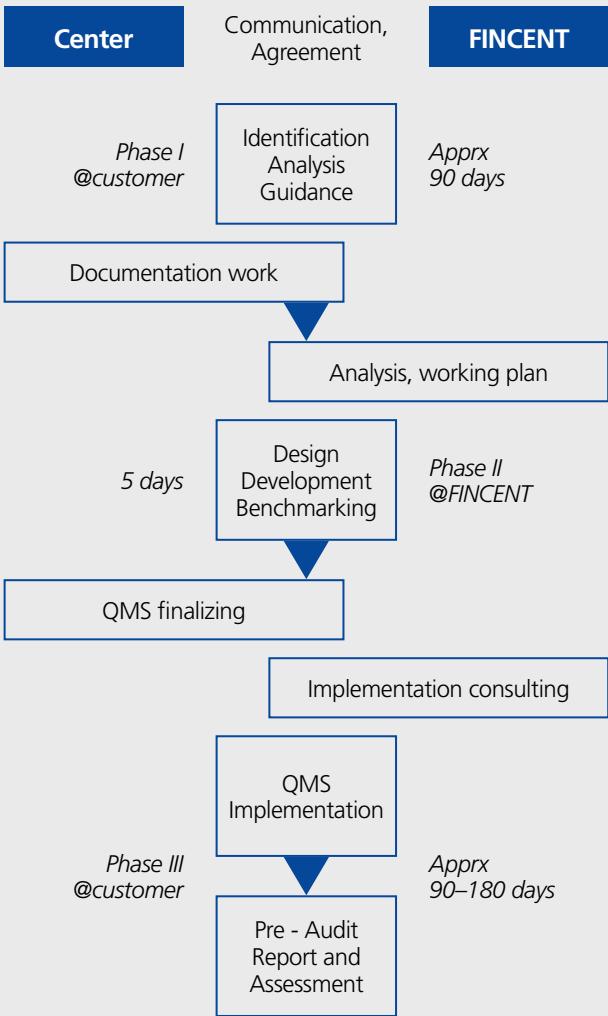 Center
Communication,
Agreement
FINCENT
Phase I
@customer
Identification
Analysis
Guidance
Apprx
90 days
Documentation work
Analysis, working plan
5 days
Design
Development
Benchmarking
Phase II
@FINCENT
QMS finalizing
Implementation consulting
QMS
Implementation
Phase III
@customer
Apprx
90–180 days
Pre - Audit
Report and
Assessment